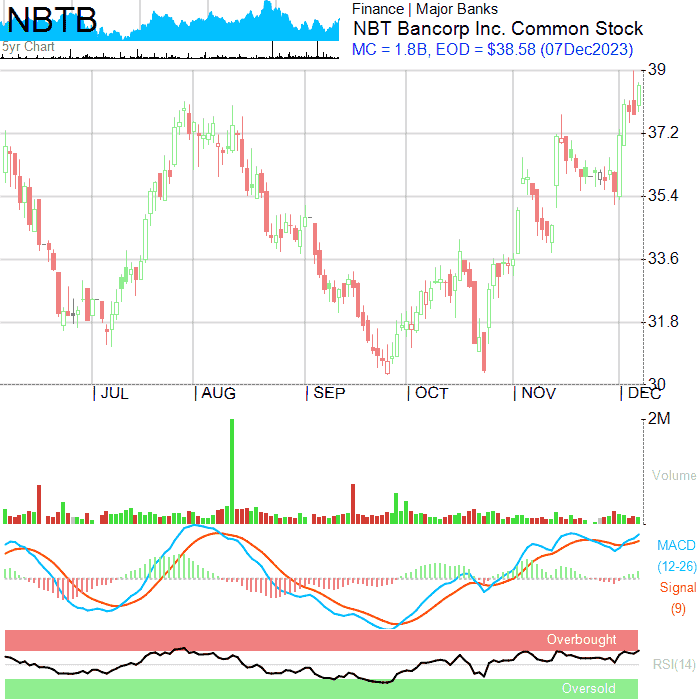 NBTB
5yr Chart
Finance | Major Banks
NBT Bancorp Inc. Common Stock
MC = 1.8B, EOD = $38.58 (07Dec2023)
39
37.2
35.4
33.6
31.8
30
JUL
AUG
SEP
OCT
NOV
DEC
2M
Volume
MACD
(12-26)
Signal
(9)
Overbought
RSI(14)
Oversold